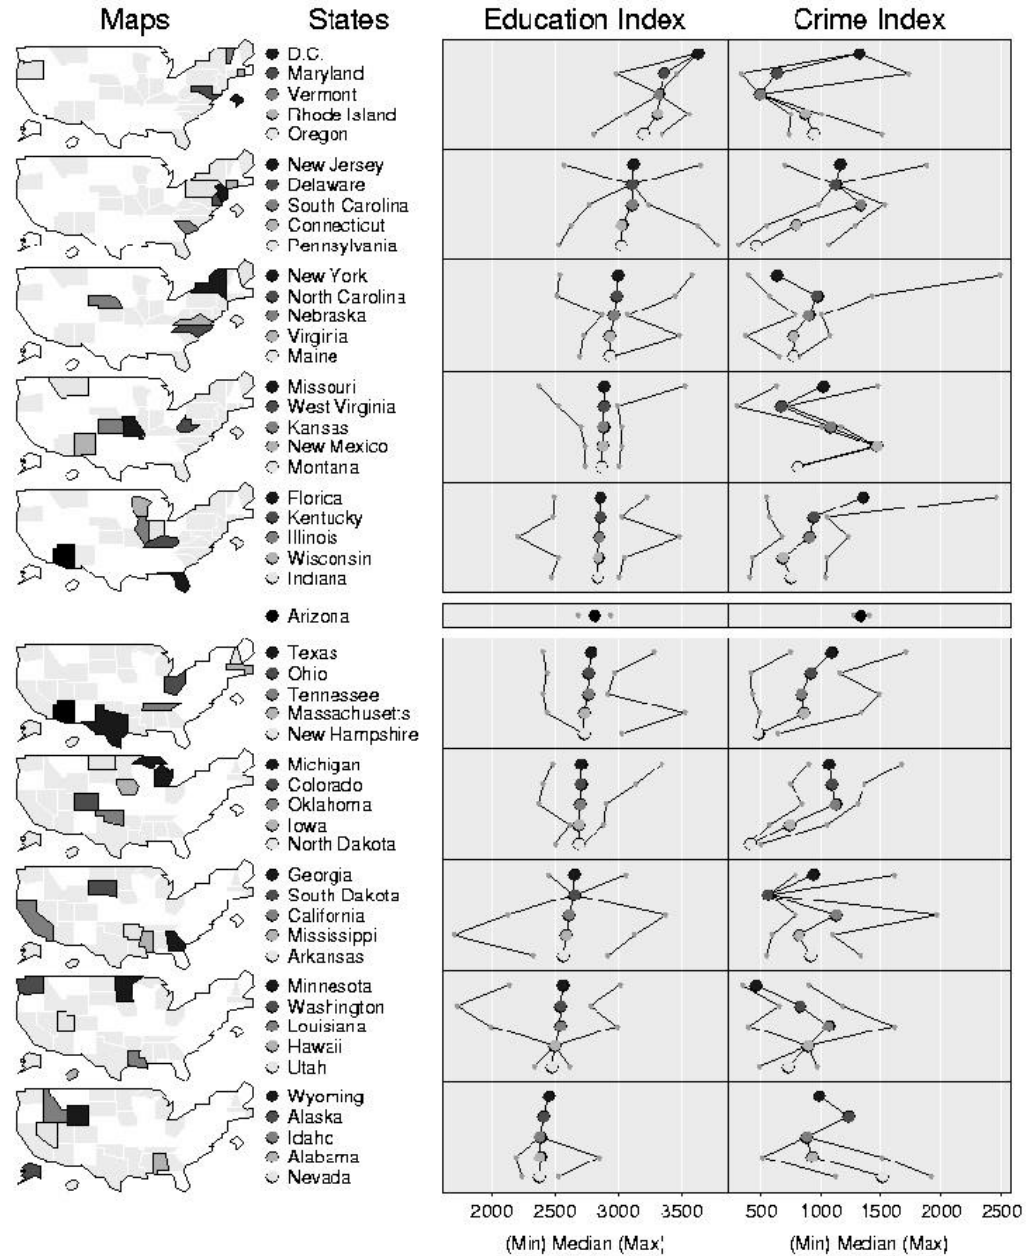 Maps States Education Index Crime Index
D.C.
Maryland
Vermont
Rhode Island
Oregon
New Jersey
Delaware
South Carolina
Connecticut
Pennsylvania
New York
North Carolina
Nebraska
Virginia
Maine
Missouri
West Virginia
Kansas
New Mexico
Montana
Florica
Kentucky
Illinois
Wisconsin
Indiana
Arizona
Texas
Ohio
Tennessee
Massachusetts
New Hampshire
Michigan
Colorado
Oklahoma
Iowa
North Dakota
Georgia
South Dakota
California
Mississippi
Arkansas
Minnesota
Washington
Louisiana
Hawaii
Utah
Wyoming
Alaska
Idaho
Alabama
Nevada
2000 2500 3000 3500 500 1000 1500 2000 2500
(Min) Median (Max) (Min) Median (Max)